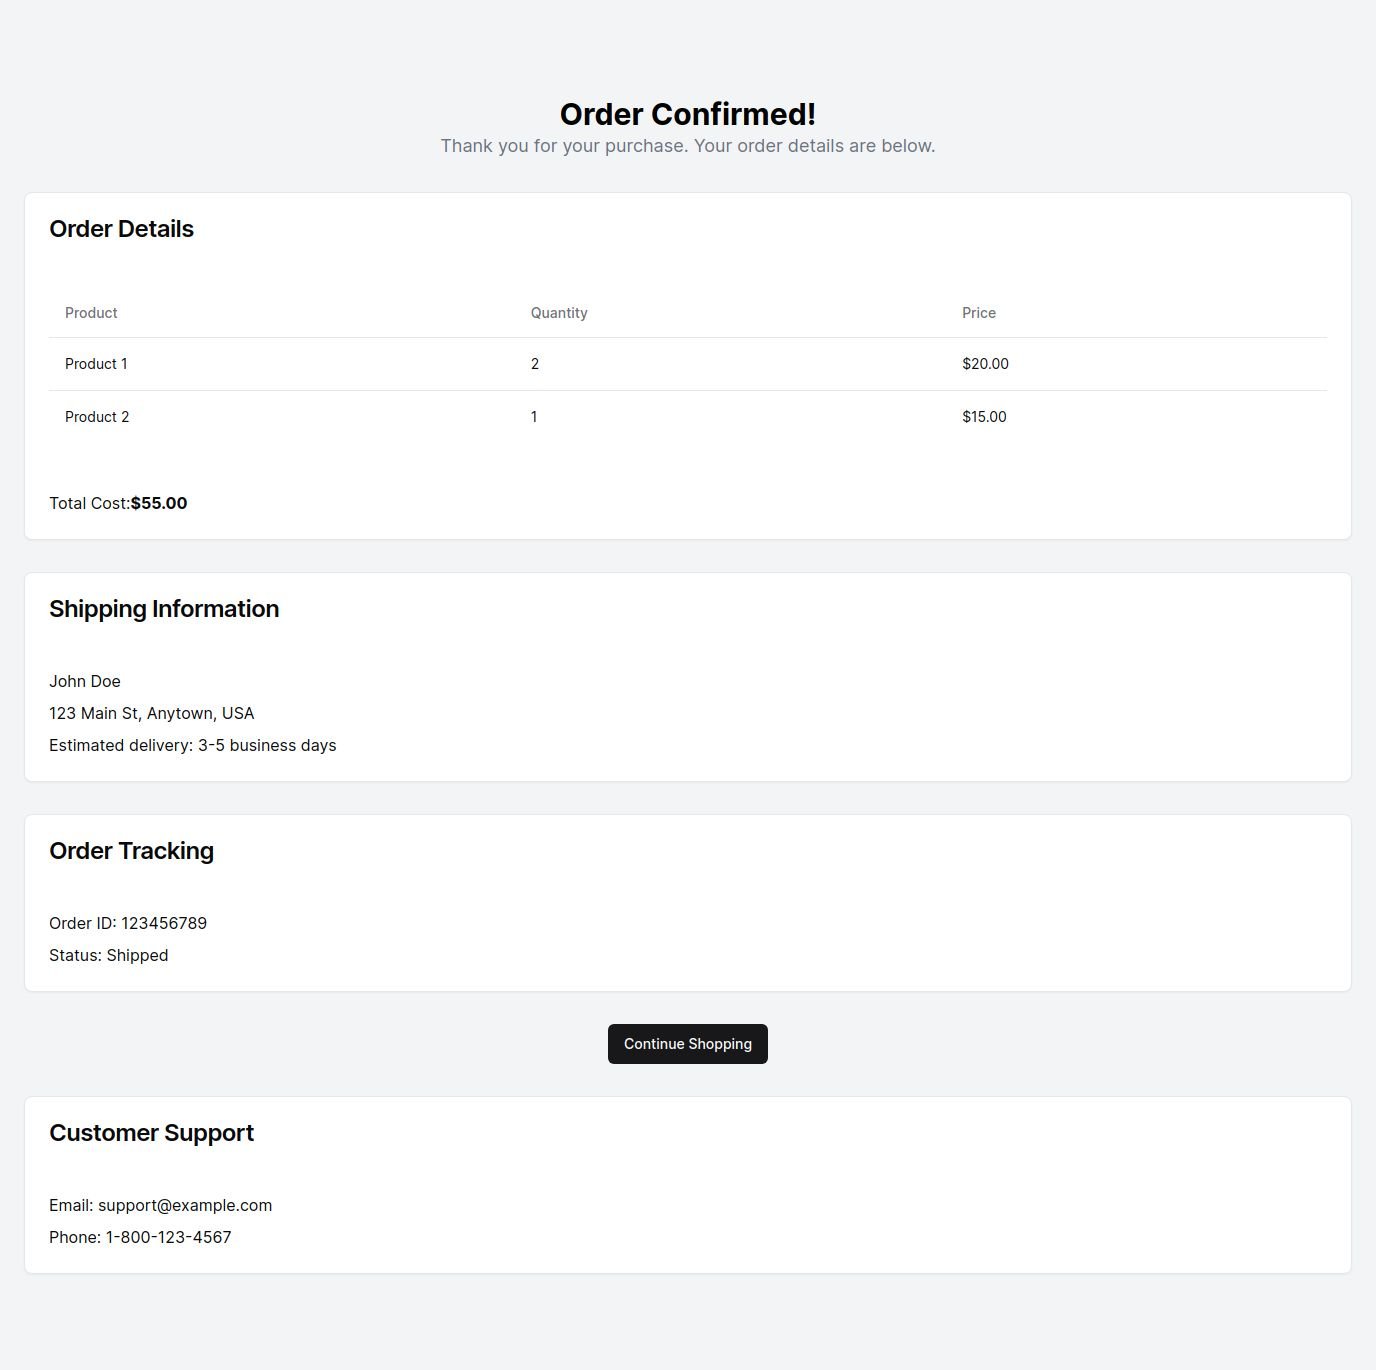 Order Confirmed!
Thank you for your purchase. Your order details are below.
Order Details
Product Quantity Price
Product 1 2 $20.00
Product 2 1 $15.00
Total Cost:$55.00
Shipping Information
John Doe
123 Main St, Anytown, USA
Estimated delivery: 3-5 business days
Order Tracking
Order ID: 123456789
Status: Shipped
Continue Shopping
Customer Support
Email: support@example.com
Phone: 1-800-123-4567